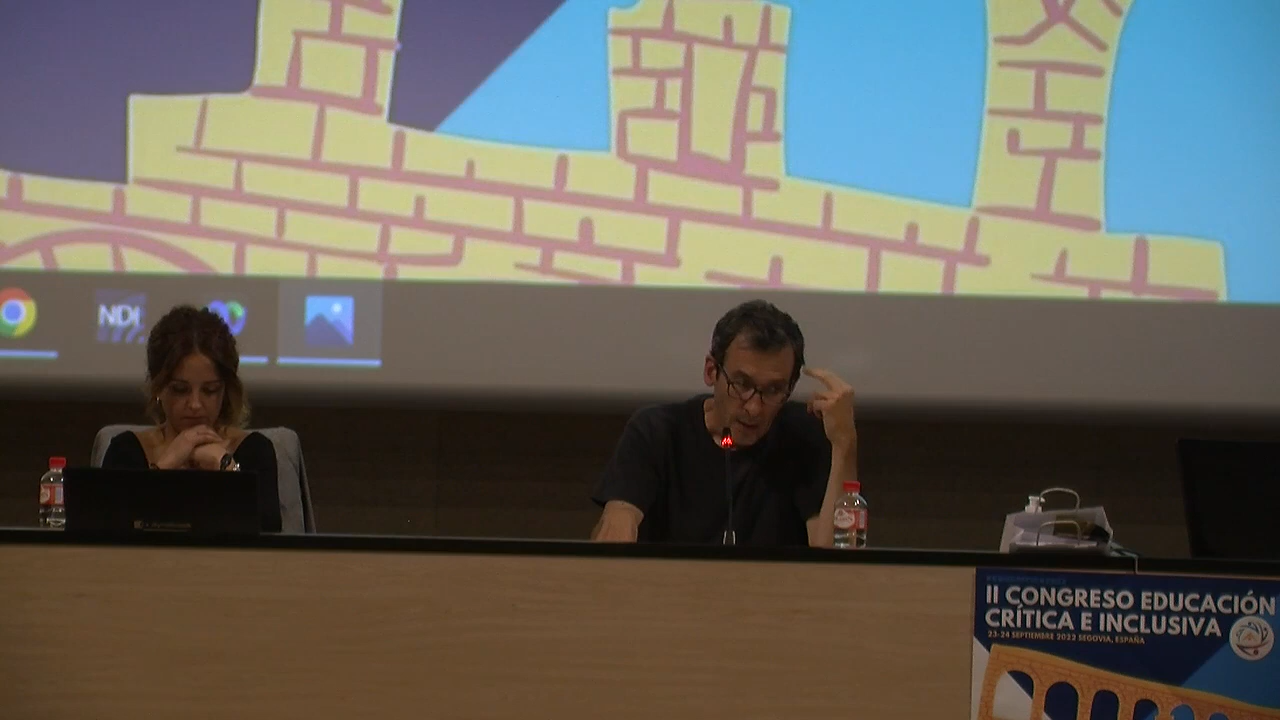 NDI
II CONGRESO EDUCACIÓN
CRÍTICA E INCLUSIVA
23-24 SEPTIEMBRE 2022 SEGOVIA, ESPAÑA